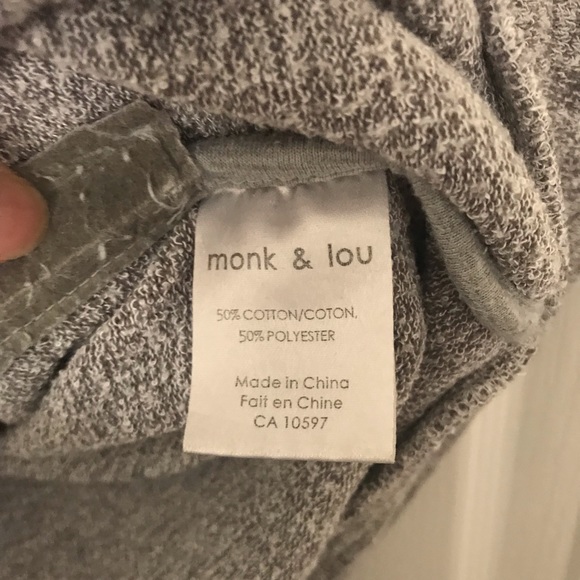 monk & lou
50% COTTON/COTON,
50% POLYESTER
Made in China
Fait en Chine
CA 10597